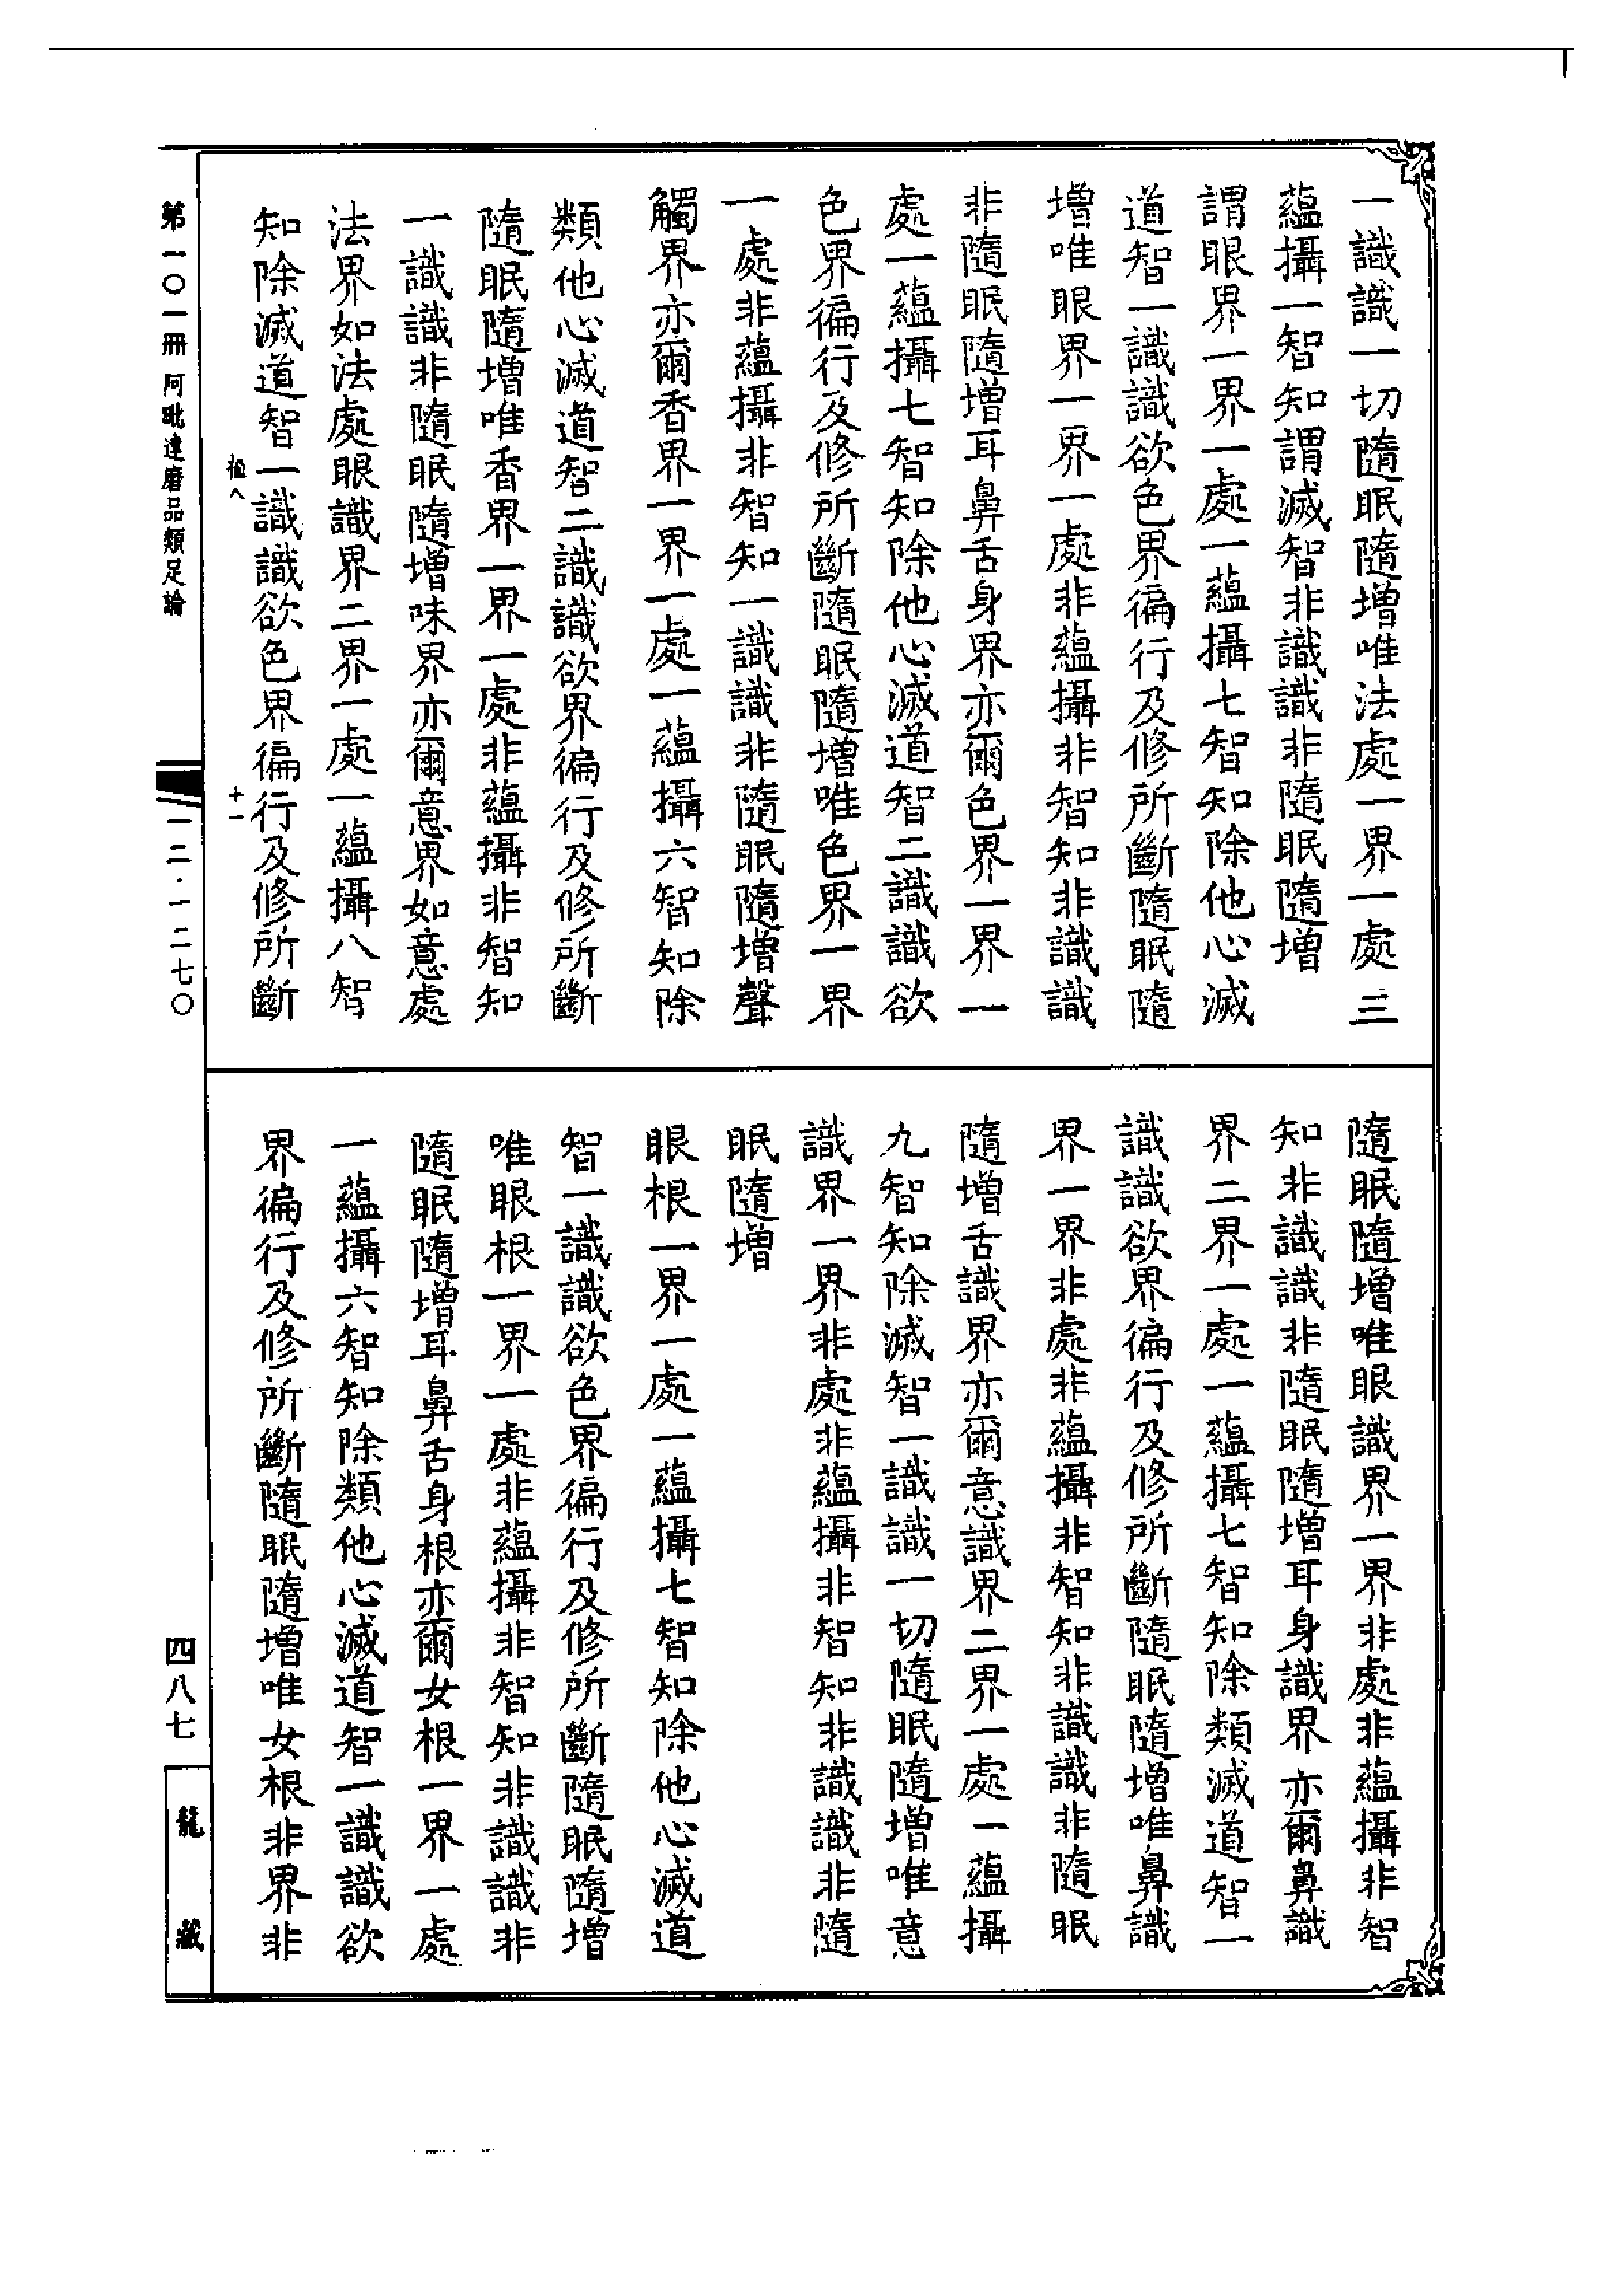 一識識一切隨眠隨增唯法處一界一處三
蘊攝一智知謂滅智非識識非隨眠隨增
謂眼界一界一處一蘊攝七智知除他心滅
道智一識識欲色界徧行及修所斷隨眠隨
增唯眼界一界一處非蘊攝非智知非識識
非隨眠隨增耳鼻舌身界亦爾色界一界一
處一蘊攝七智知除他心滅道智二識識欲
色界徧行及修所斷隨眠隨增唯色界一界
一處非蘊攝非智知一識識非隨眠隨增聲
觸界亦爾香界一界一處一蘊攝六智知除
類他心滅道智二識識欲界徧行及修所斷
隨眠隨增唯香界一界一處非蘊攝非智知
一識識非隨眠隨增味界亦爾意界如意處
法界如法處眼識界二界一處一蘊攝八智
知除滅道智一識識欲色界徧行及修所斷
隨眠隨增唯眼識界一界非處非蘊攝非智
知非識識非隨眠隨增耳身識界亦爾鼻識
界二界一處一蘊攝七智知除類滅道智一
識識欲界徧行及修所斷隨眠隨增唯鼻識
界一界非處非蘊攝非智知非識識非隨眠
隨增舌識界亦爾意識界二界一處一蘊攝
九智知除滅智一識識一切隨眠隨增唯意
識界一界非處非蘊攝非智知非識識非隨
眠隨增
眼根一界一處一蘊攝七智知除他心滅道
智一識識欲色界徧行及修所斷隨眠隨增
唯眼根一界一處非蘊攝非智知非識識非
隨眠隨增耳鼻舌身根亦爾女根一界一處
一蘊攝六智知除類他心滅道智一識識欲
界徧行及修所斷隨眠隨增唯女根非界非
第一〇一冊 阿毗達磨品類足論
十一
一二·一二七〇
四八七
龍藏